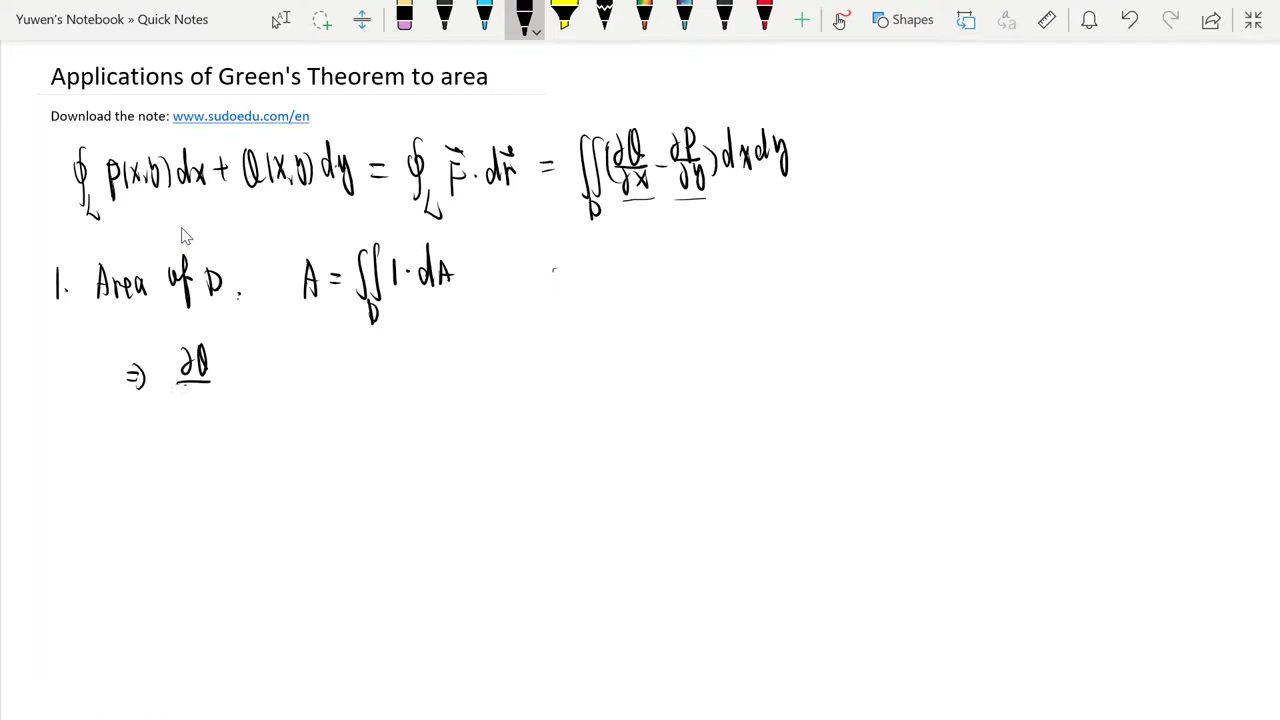 Yuwen's Notebook » Quick Notes
Shapes
Applications of Green's Theorem to area
Download the note: www.sudoedu.com/en
∮_L P(x,y)dx + Q(x,y)dy = ∮_L F⃗ · dr⃗ = ∬_D (∂Q/∂x - ∂P/∂y) dxdy
1. Area of D. A = ∬_D 1 · dA
⇒ ∂Q